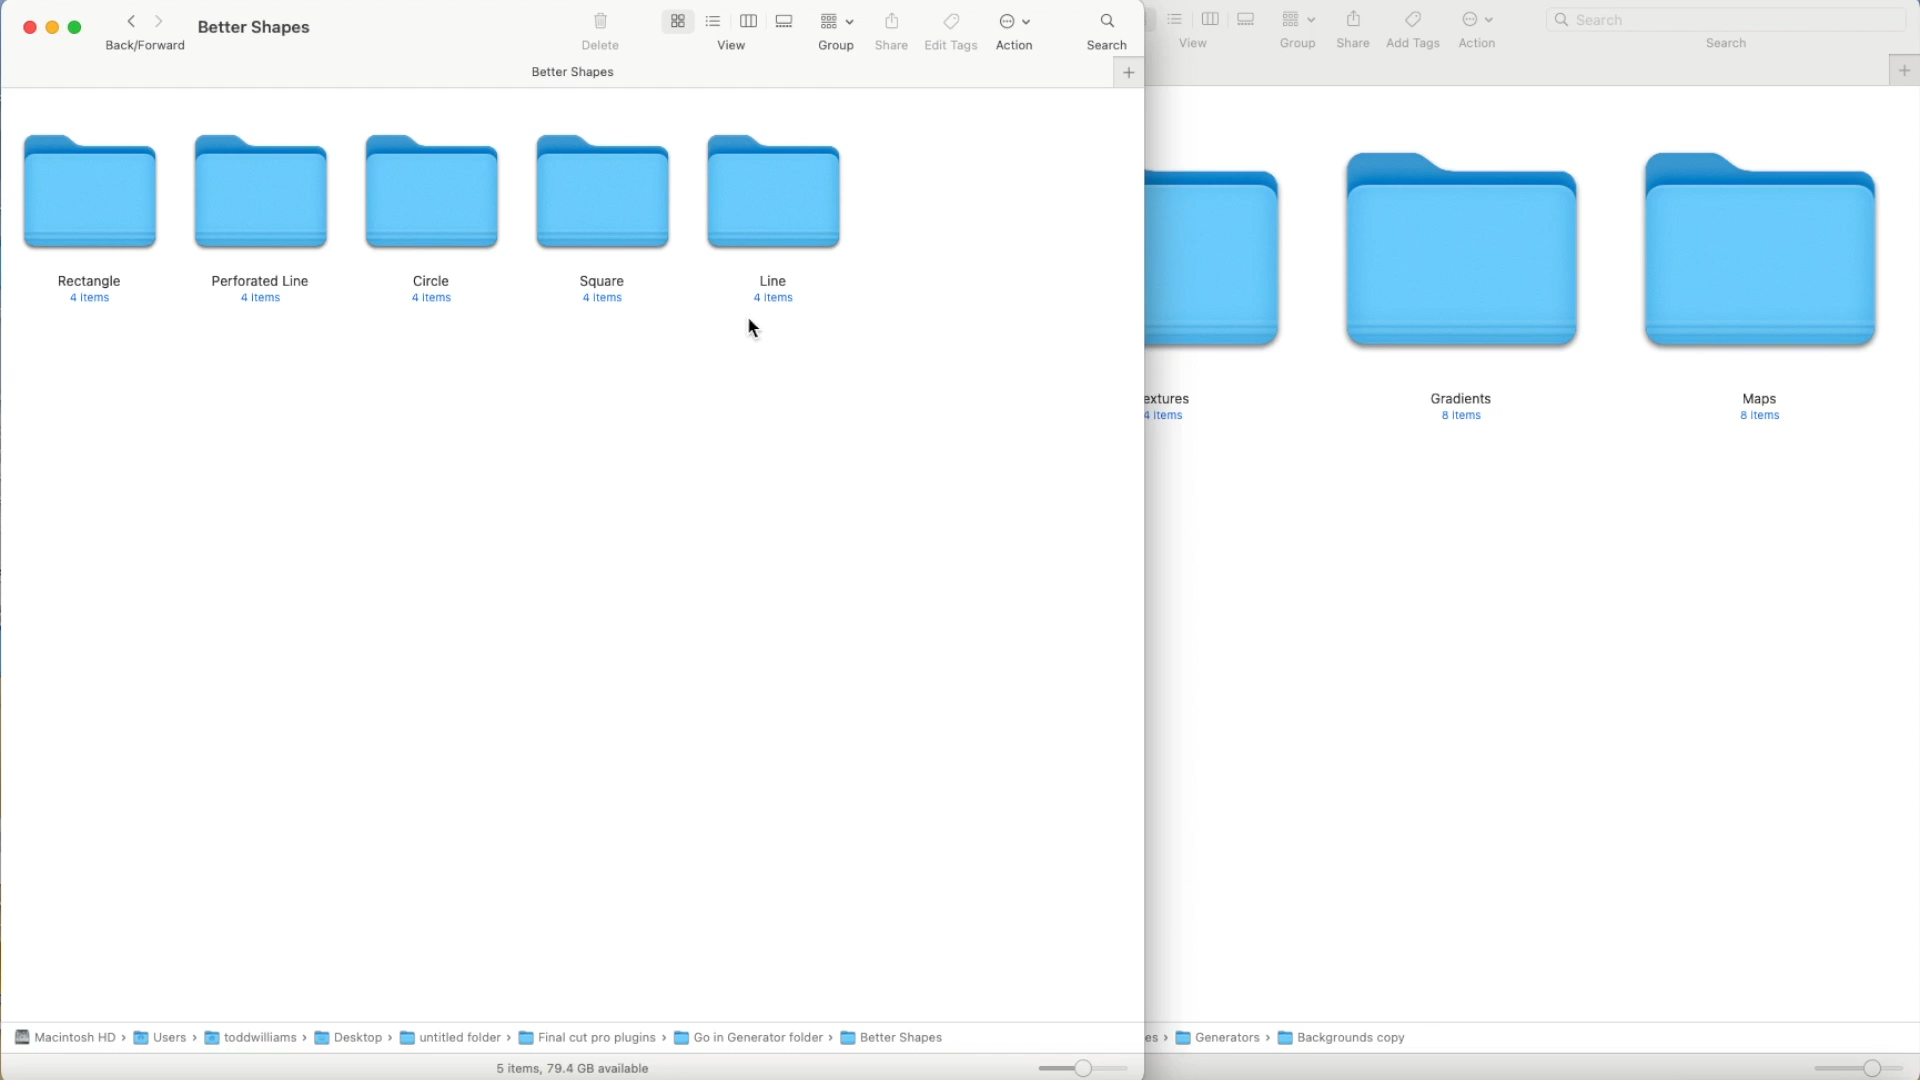 Better Shapes
Back/Forward
Delete
View
Group
Share
Edit Tags
Action
Search
Better Shapes
Rectangle
4 items
Perforated Line
4 items
Circle
4 items
Square
4 items
Line
4 items
Macintosh HD › Users › toddwilliams › Desktop › untitled folder › Final cut pro plugins › Go in Generator folder › Better Shapes
5 items, 79.4 GB available
View
Group
Share
Add Tags
Action
Search
Search
extures
4 items
Gradients
8 items
Maps
8 items
es › Generators › Backgrounds copy